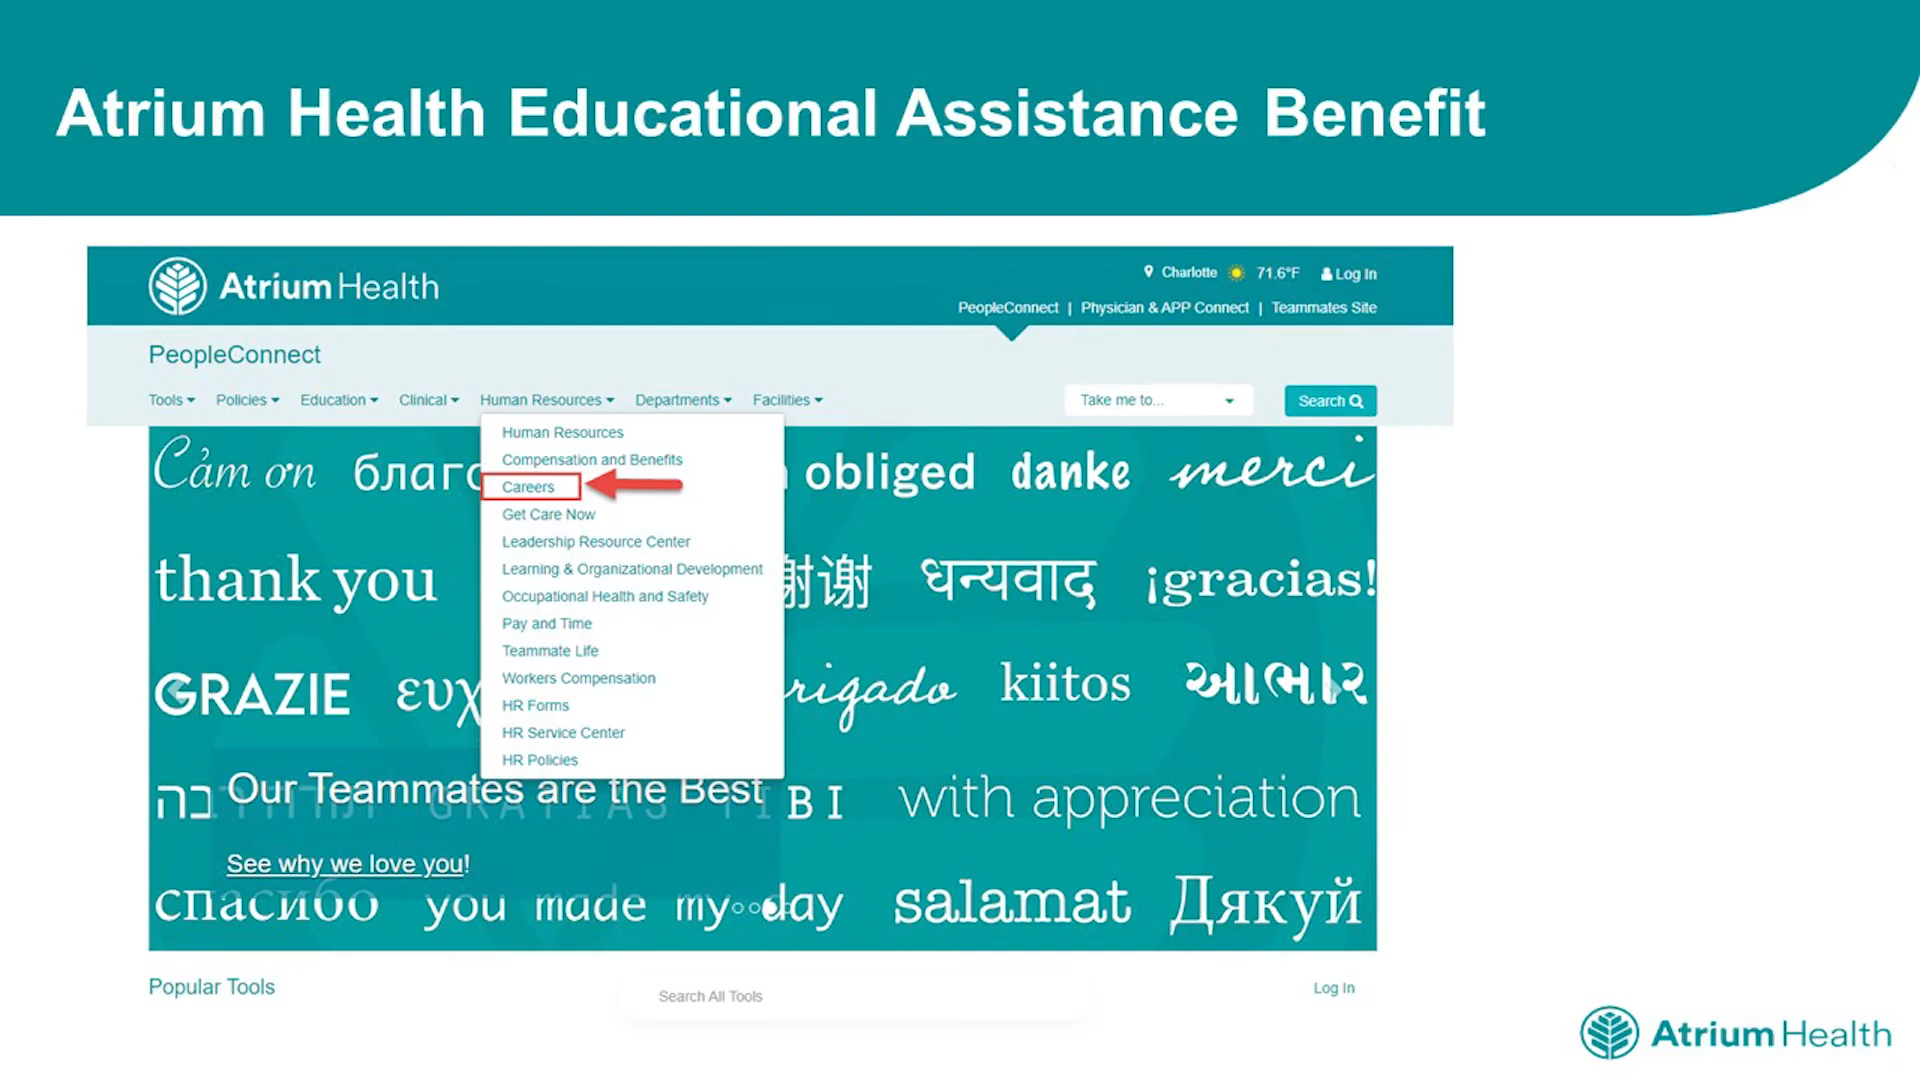 Atrium Health Educational Assistance Benefit
Atrium Health
Charlotte 71.6°F Log In
PeopleConnect | Physician & APP Connect | Teammates Site
PeopleConnect
Tools Policies Education Clinical Human Resources Departments Facilities Take me to... Search
Human Resources
Compensation and Benefits
Careers
Get Care Now
Leadership Resource Center
Learning & Organizational Development
Occupational Health and Safety
Pay and Time
Teammate Life
Workers Compensation
HR Forms
HR Service Center
HR Policies
Cảm ơn obliged danke merci
thank you 谢 धन्यवाद ¡gracias!
GRAZIE kiitos આભાર
Our Teammates are the Best
TIBI with appreciation
See why we love you!
спасибо you made my day salamat Дякуй
Popular Tools Search All Tools Log In
Atrium Health